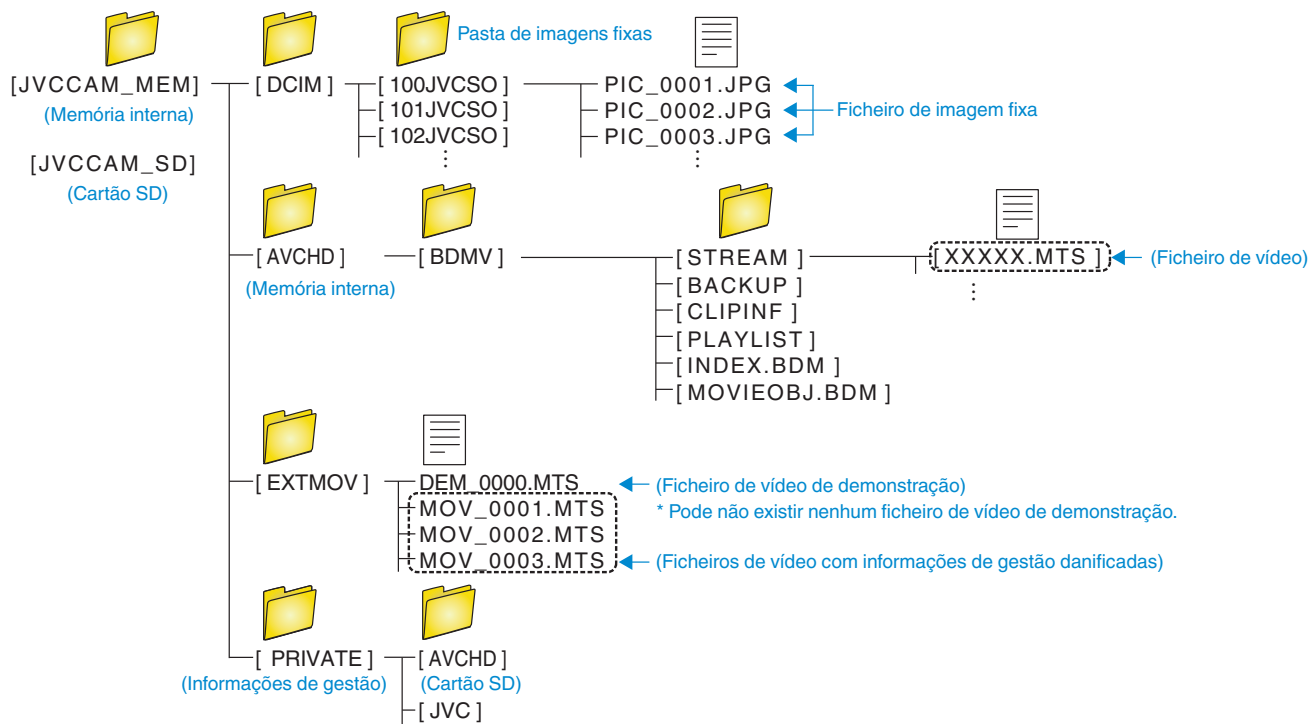 Pasta de imagens fixas
[JVCCAM_MEM]
(Memória interna)
[JVCCAM_SD]
(Cartão SD)
[DCIM]
[100JVCSO]
[101JVCSO]
[102JVCSO]
PIC_0001.JPG
PIC_0002.JPG
PIC_0003.JPG
Ficheiro de imagem fixa
[AVCHD]
(Memória interna)
[BDMV]
[STREAM]
[BACKUP]
[CLIPINF]
[PLAYLIST]
[INDEX.BDM]
[MOVIEOBJ.BDM]
[XXXXX.MTS]
(Ficheiro de vídeo)
[EXTMOV]
DEM_0000.MTS
(Ficheiro de vídeo de demonstração)
* Pode não existir nenhum ficheiro de vídeo de demonstração.
MOV_0001.MTS
MOV_0002.MTS
MOV_0003.MTS
(Ficheiros de vídeo com informações de gestão danificadas)
[PRIVATE]
(Informações de gestão)
[AVCHD]
(Cartão SD)
[JVC]